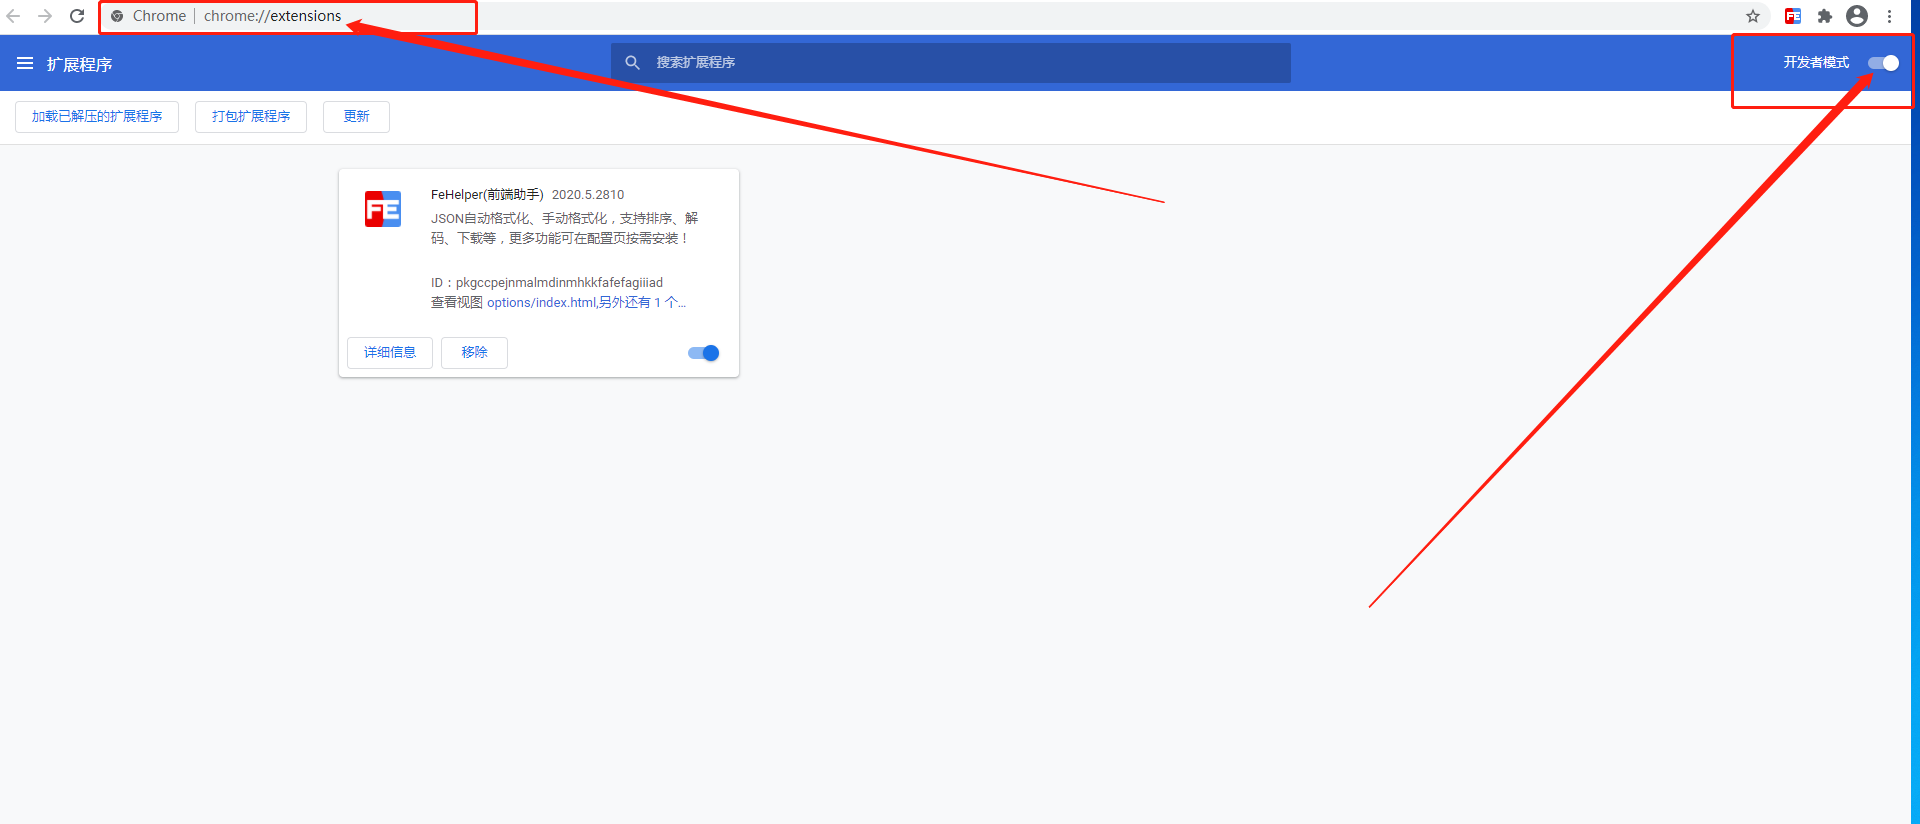 Chrome | chrome://extensions
FE
扩展程序
搜索扩展程序
开发者模式
加载已解压的扩展程序
打包扩展程序
更新
FE
FeHelper(前端助手) 2020.5.2810
JSON自动格式化、手动格式化，支持排序、解
码、下载等，更多功能可在配置页按需安装！
ID：pkgccpejnmalmdinmhkkfafefagiiiad
查看视图 options/index.html,另外还有 1 个...
详细信息
移除